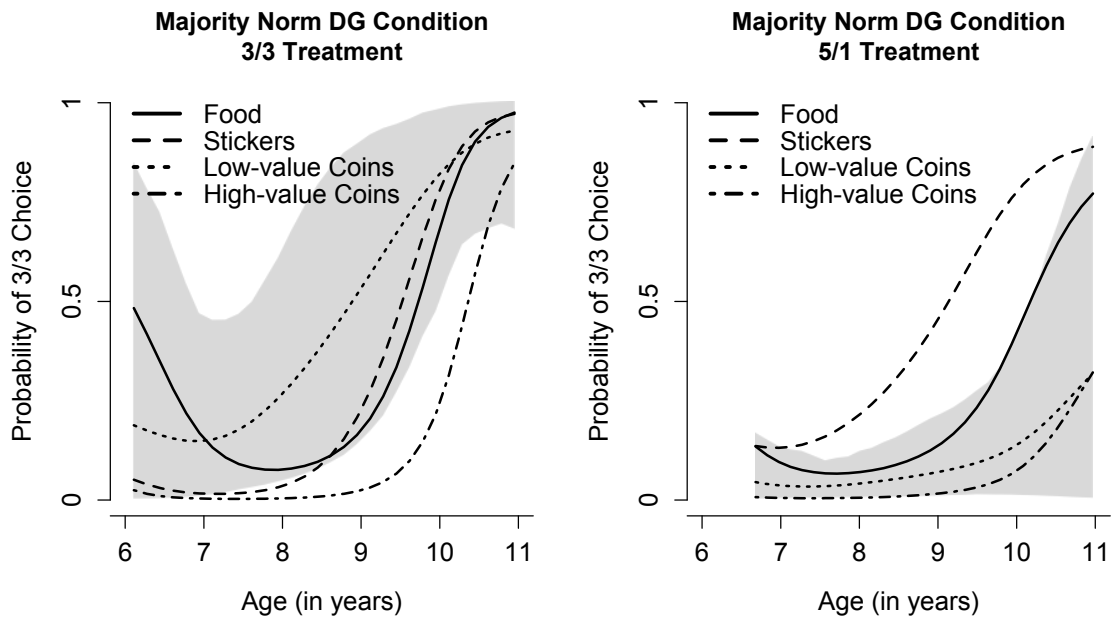 Majority Norm DG Condition
3/3 Treatment
1
0.5
0
Probability of 3/3 Choice
Food
Stickers
Low-value Coins
High-value Coins
6 7 8 9 10 11
Age (in years)
Majority Norm DG Condition
5/1 Treatment
1
0.5
0
Probability of 3/3 Choice
Food
Stickers
Low-value Coins
High-value Coins
6 7 8 9 10 11
Age (in years)